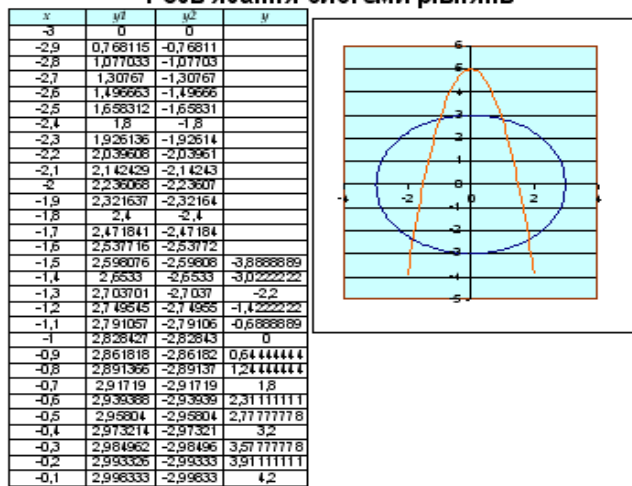 Розв'язання системи рівнянь
x y1 y2 y
-3 0 0
-2,9 0,768115 -0,76811
-2,8 1,077033 -1,07703
-2,7 1,30767 -1,30767
-2,6 1,496663 -1,49666
-2,5 1,658312 -1,65831
-2,4 1,8 -1,8
-2,3 1,926136 -1,92614
-2,2 2,039608 -2,03961
-2,1 2,142429 -2,14243
-2 2,236068 -2,23607
-1,9 2,321637 -2,32164
-1,8 2,4 -2,4
-1,7 2,471841 -2,47184
-1,6 2,537716 -2,53772
-1,5 2,598076 -2,59808 -3,8888889
-1,4 2,6533 -2,6533 -3,0222222
-1,3 2,703701 -2,7037 -2,2
-1,2 2,749545 -2,74955 -1,4222222
-1,1 2,791057 -2,79106 -0,6888889
-1 2,828427 -2,82843 0
-0,9 2,861818 -2,86182 0,64444444
-0,8 2,891366 -2,89137 1,24444444
-0,7 2,91719 -2,91719 1,8
-0,6 2,939388 -2,93939 2,31111111
-0,5 2,95804 -2,95804 2,77777778
-0,4 2,973214 -2,97321 3,2
-0,3 2,984962 -2,98496 3,57777778
-0,2 2,993326 -2,99333 3,91111111
-0,1 2,998333 -2,99833 4,2
6
5
4
3
2
1
-4 -2 0 2 4
-1
-2
-3
-4
-5